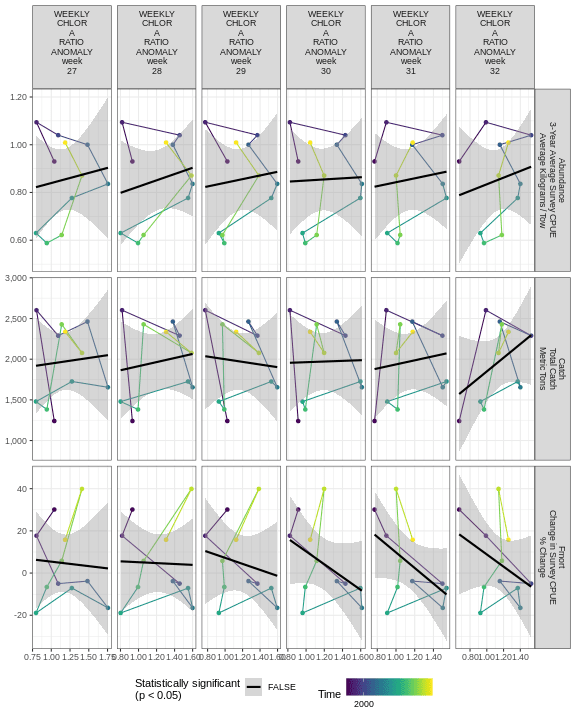 WEEKLY WEEKLY WEEKLY WEEKLY WEEKLY WEEKLY
CHLOR CHLOR CHLOR CHLOR CHLOR CHLOR
A A A A A A
RATIO RATIO RATIO RATIO RATIO RATIO
ANOMALY ANOMALY ANOMALY ANOMALY ANOMALY ANOMALY
week week week week week week
27 28 29 30 31 32
1.20
1.00
0.80
0.60
Abundance
3-Year Average Survey CPUE
Average Kilograms / Tow
3,000
2,500
2,000
1,500
1,000
Catch
Total Catch
Metric Tons
40
20
0
-20
Fmort
Change in Survey CPUE
% Change
0.75 1.00 1.25 1.50 1.75 0.80 1.00 1.20 1.40 1.60 0.80 1.00 1.20 1.40 1.60 0.80 1.00 1.20 1.40 1.60 0.80 1.00 1.20 1.40 0.80 1.00 1.20 1.40
Statistically significant
(p < 0.05)
FALSE
Time
2000